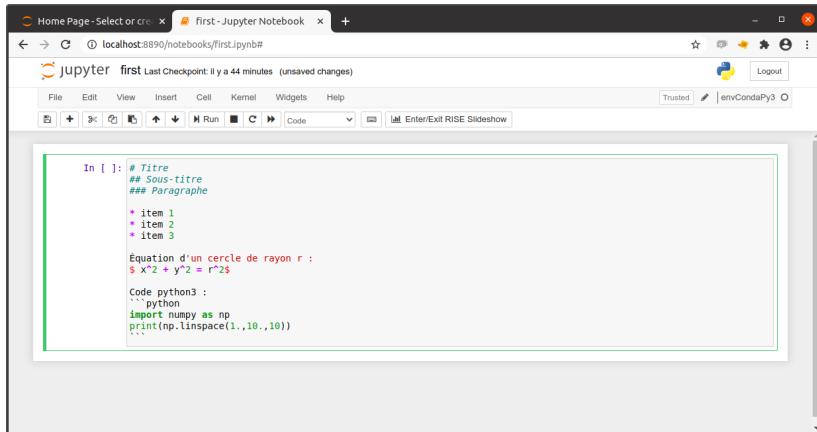 Home Page - Select or cre
first - Jupyter Notebook
localhost:8890/notebooks/first.ipynb#
jupyter first Last Checkpoint: il y a 44 minutes (unsaved changes)
Logout
File Edit View Insert Cell Kernel Widgets Help
Trusted envCondaPy3
Run Code Enter/Exit RISE Slideshow
In [ ]: # Titre
## Sous-titre
### Paragraphe
* item 1
* item 2
* item 3
Équation d'un cercle de rayon r :
$ x^2 + y^2 = r^2$
Code python3 :
```python
import numpy as np
print(np.linspace(1.,10.,10))
```